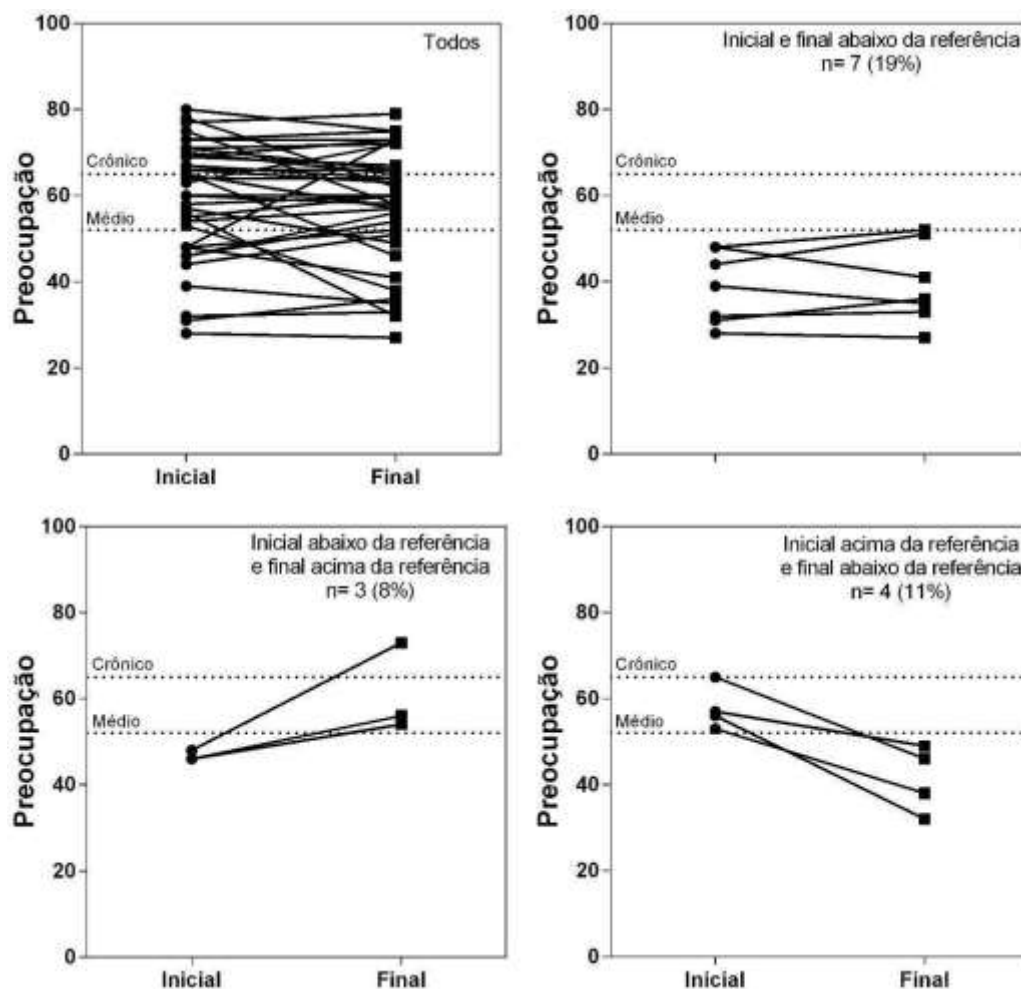 Todos
100
80
60
40
20
0
Preocupação
Crônico
Médio
Inicial
Final
Inicial e final abaixo da referência
n= 7 (19%)
100
80
60
40
20
0
Preocupação
Crônico
Médio
Inicial abaixo da referência
e final acima da referência
n= 3 (8%)
100
80
60
40
20
0
Preocupação
Crônico
Médio
Inicial
Final
Inicial acima da referência
e final abaixo da referência
n= 4 (11%)
100
80
60
40
20
0
Preocupação
Crônico
Médio
Inicial
Final